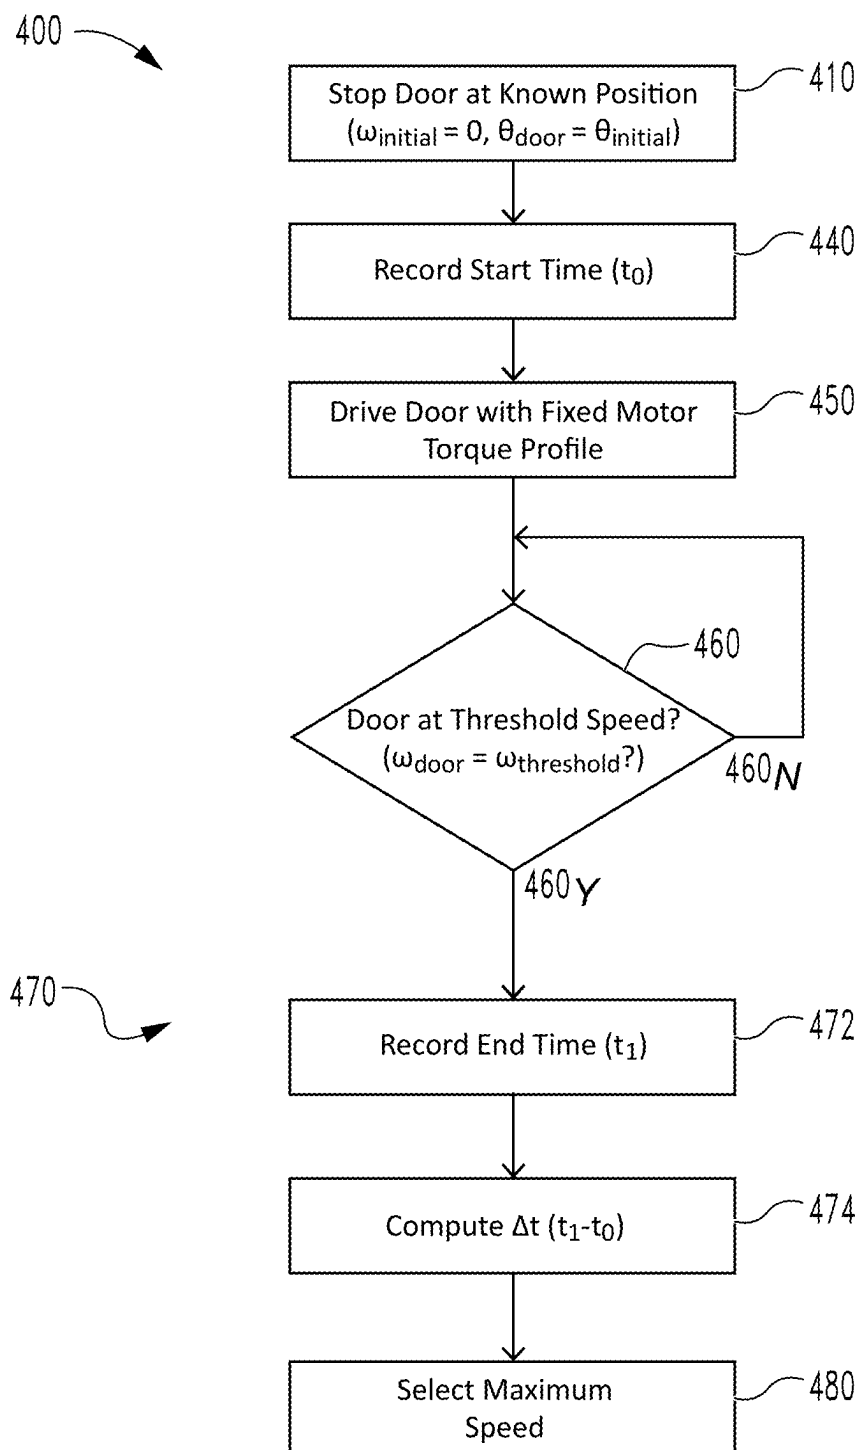 400
410
Stop Door at Known Position
(ωinitial = 0, θdoor = θinitial)
440
Record Start Time (t0)
450
Drive Door with Fixed Motor
Torque Profile
460
Door at Threshold Speed?
(ωdoor = ωthreshold?)
460N
460Y
470
472
Record End Time (t1)
474
Compute Δt (t1-t0)
480
Select Maximum
Speed